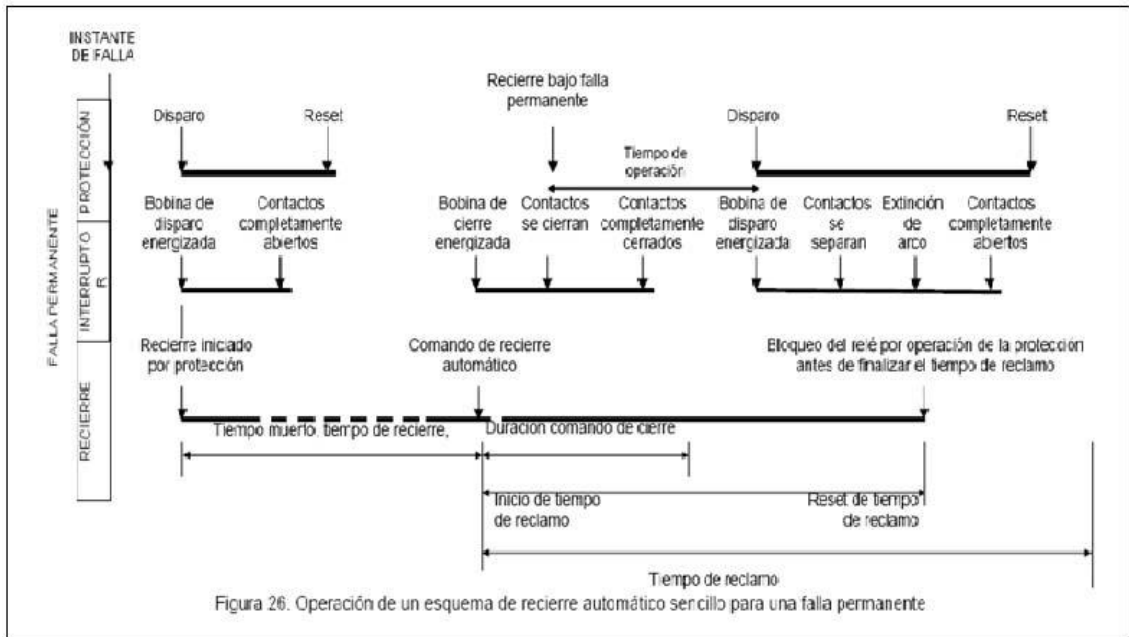 INSTANTE
DE FALLA
Recierre bajo falla
permanente
Disparo
Reset
Disparo
Reset
Tiempo de
operación
PROTECCIÓN
Bobina de
disparo
energizada
Contactos
completamente
abiertos
Bobina de
cierre
energizada
Contactos
se cierran
Contactos
completamente
cerrados
Bobina de
disparo
energizada
Contactos
se
separan
Extinción
de
arco
Contactos
completamente
abiertos
INTERRUPTO
R
FALLA PERMANENTE
Recierre iniciado
por protección
Comando de recierre
automático
Bloqueo del relé por operación de la protección
antes de finalizar el tiempo de reclamo
RECIERRE
Tiempo muerto, tiempo de recierre,
Duración comando de cierre
Inicio de tiempo
de reclamo
Reset de tiempo
de reclamo
Tiempo de reclamo
Figura 26. Operación de un esquema de recierre automático sencillo para una falla permanente